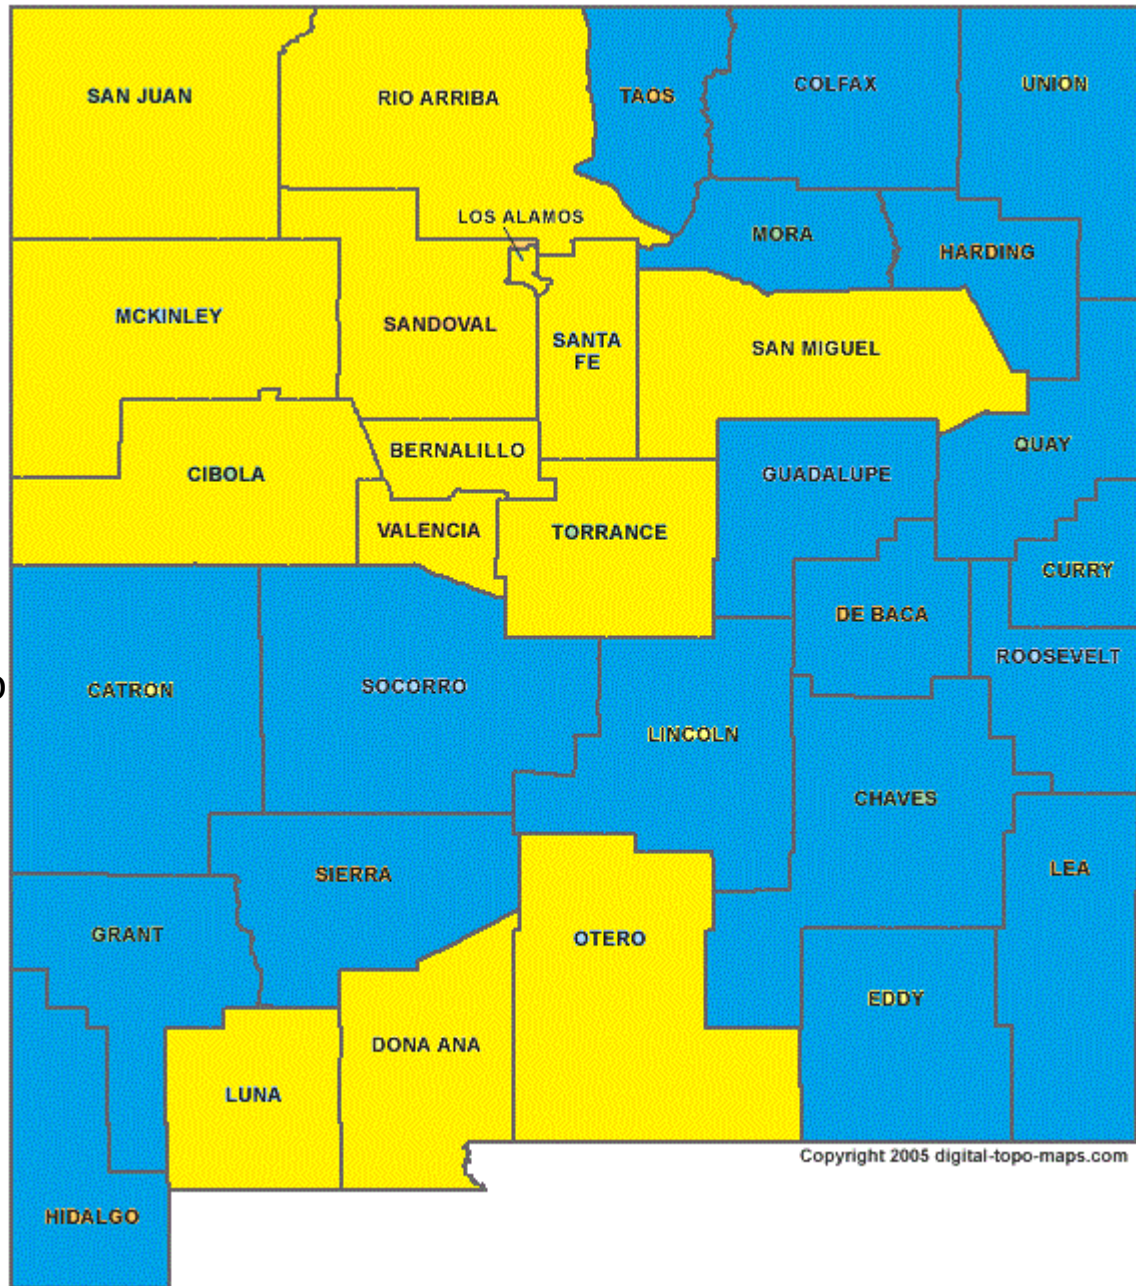 SAN JUAN
RIO ARRIBA
TAOS
COLFAX
UNION
LOS ALAMOS
MORA
HARDING
MCKINLEY
SANDOVAL
SANTA
FE
SAN MIGUEL
CIBOLA
BERNALILLO
GUADALUPE
QUAY
VALENCIA
TORRANCE
CURRY
DE BACA
ROOSEVELT
CATRON
SOCORRO
LINCOLN
CHAVES
SIERRA
LEA
GRANT
OTERO
EDDY
DONA ANA
LUNA
HIDALGO
Copyright 2005 digital-topo-maps.com